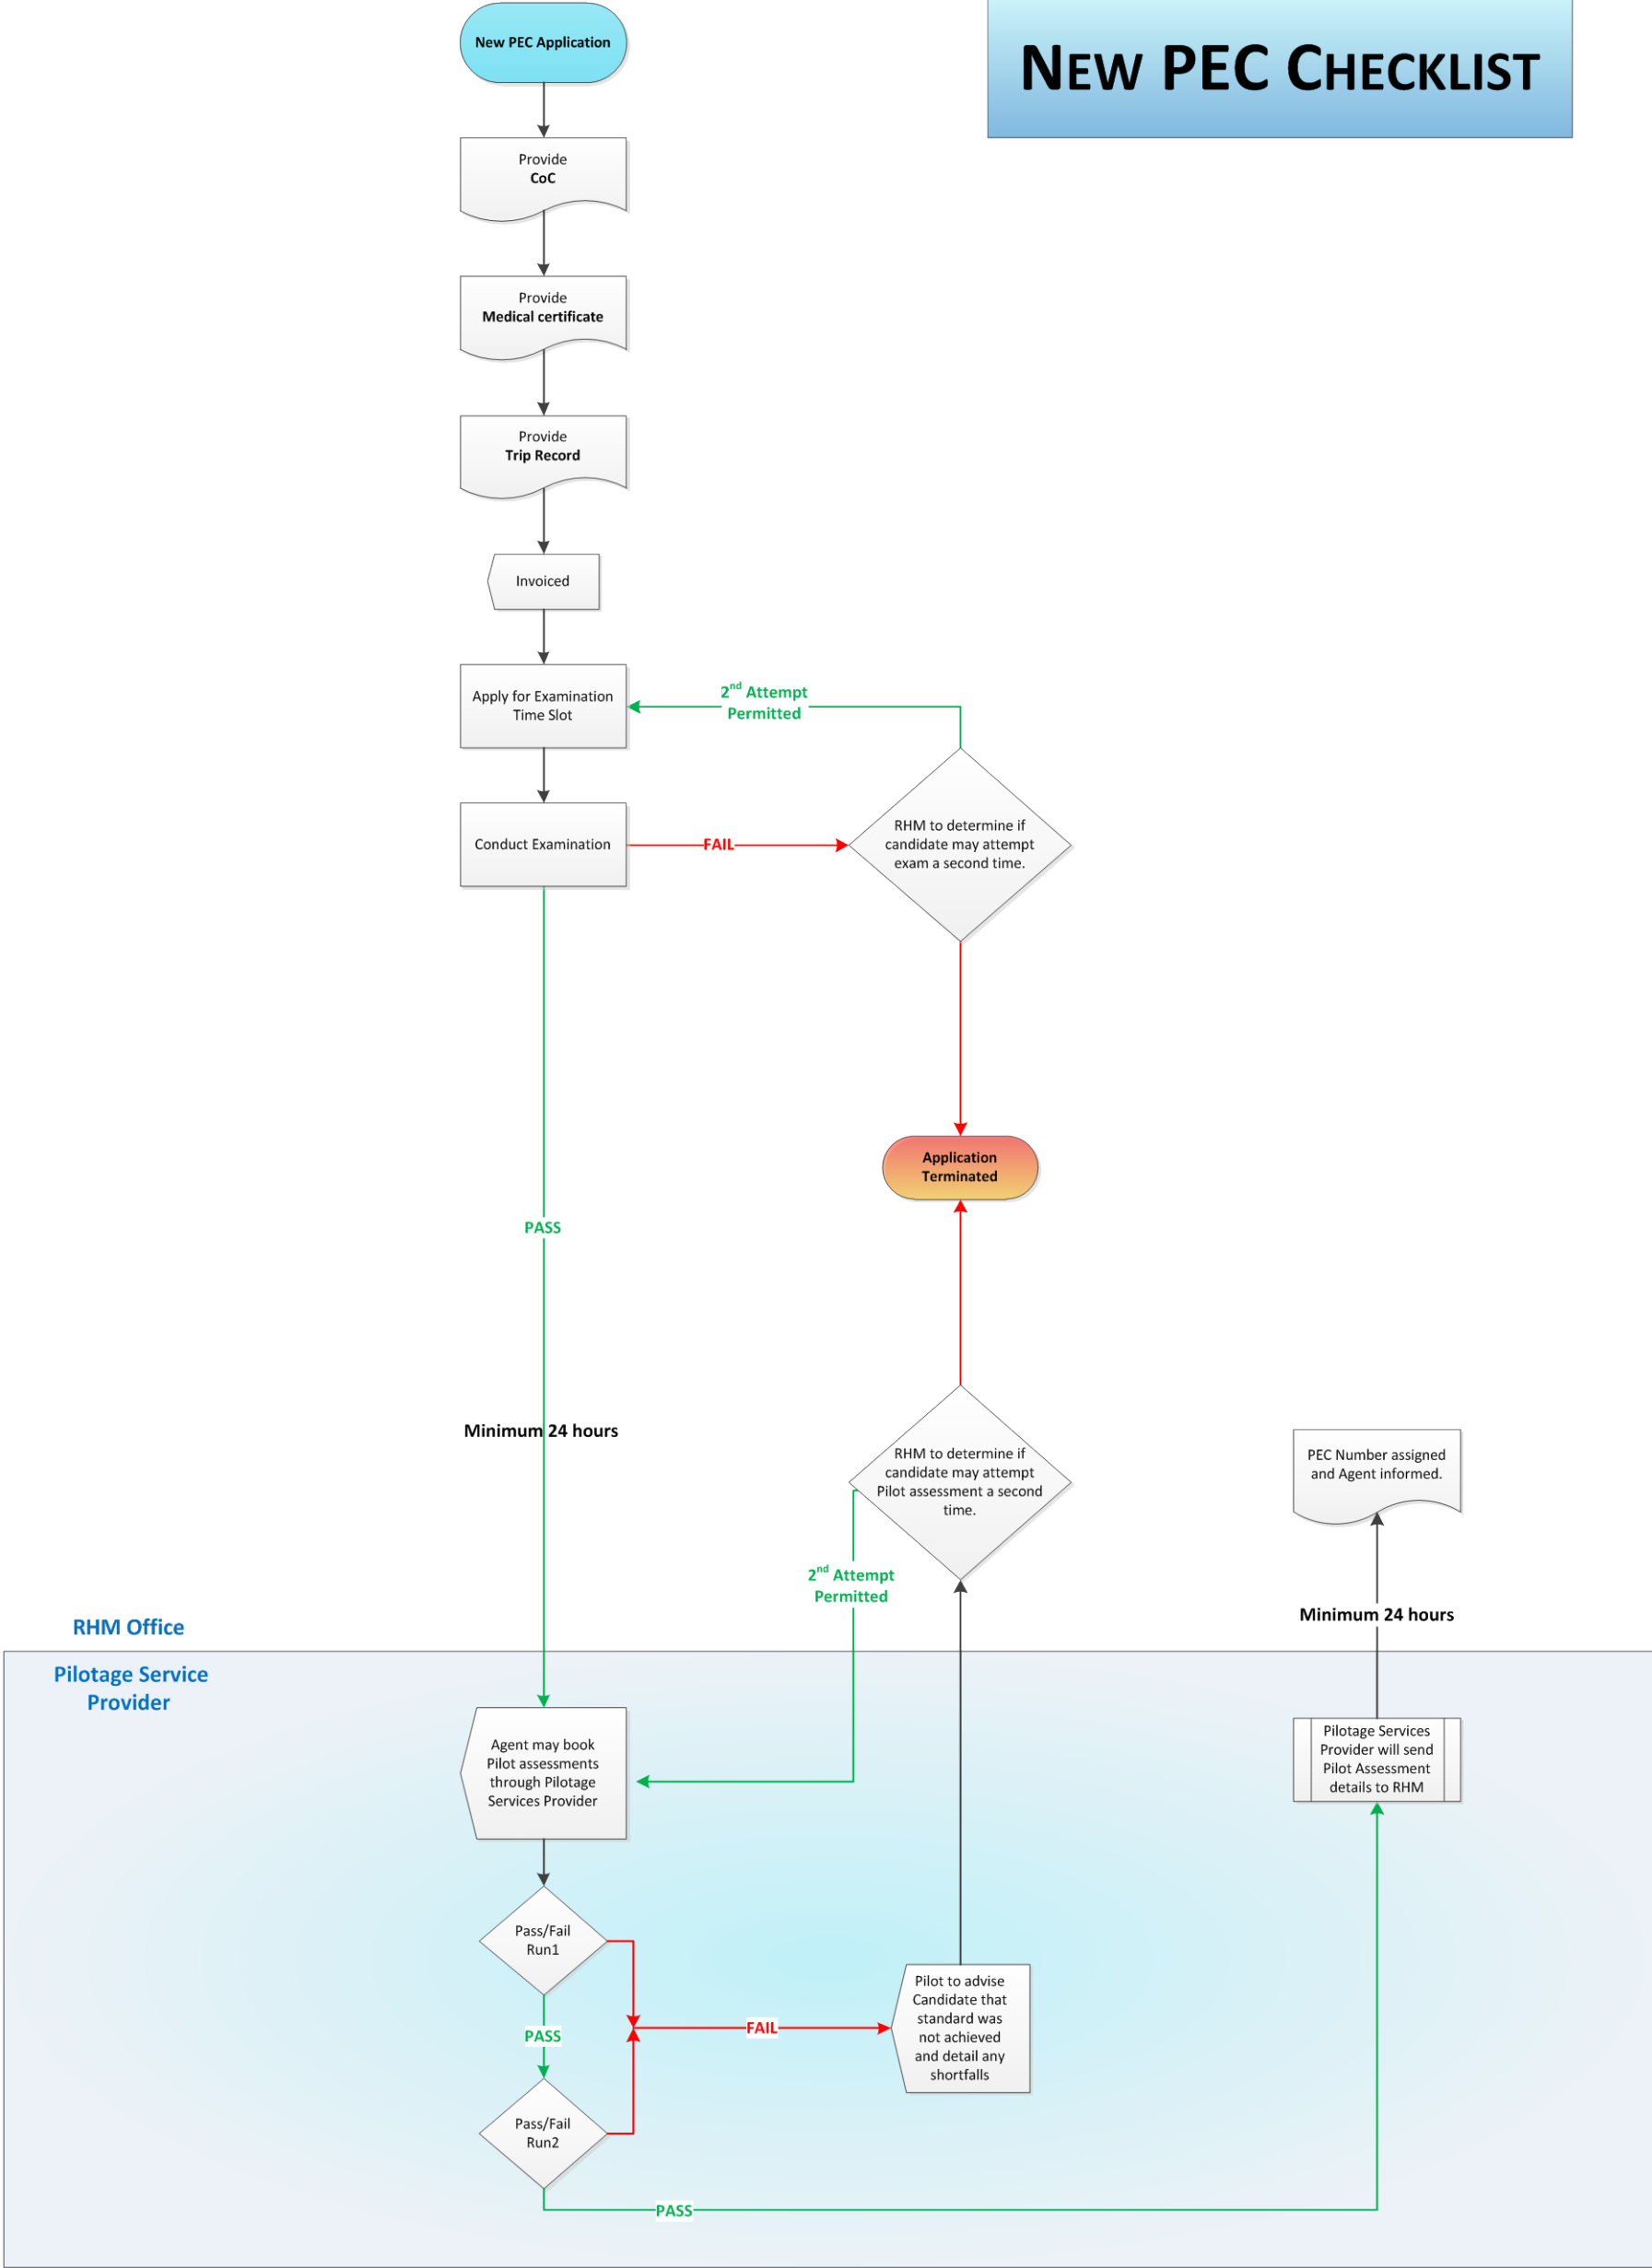 New PEC Application
NEW PEC CHECKLIST
Provide
CoC
Provide
Medical certificate
Provide
Trip Record
Invoiced
Apply for Examination
Time Slot
2nd Attempt
Permitted
Conduct Examination
FAIL
RHM to determine if
candidate may attempt
exam a second time.
Application
Terminated
PASS
Minimum 24 hours
RHM to determine if
candidate may attempt
Pilot assessment a second
time.
PEC Number assigned
and Agent informed.
2nd Attempt
Permitted
Minimum 24 hours
RHM Office
Pilotage Service
Provider
Agent may book
Pilot assessments
through Pilotage
Services Provider
Pilotage Services
Provider will send
Pilot Assessment
details to RHM
Pass/Fail
Run1
PASS
FAIL
Pilot to advise
Candidate that
standard was
not achieved
and detail any
shortfalls
Pass/Fail
Run2
PASS